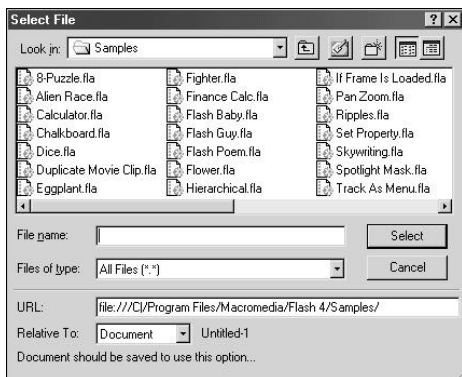 Select File
Look in: Samples
8-Puzzle.fla
Alien Race.fla
Calculator.fla
Chalkboard.fla
Dice.fla
Duplicate Movie Clip.fla
Eggplant.fla
Fighter.fla
Finance Calc.fla
Flash Baby.fla
Flash Guy.fla
Flash Poem.fla
Flower.fla
Hierarchical.fla
If Frame Is Loaded.fla
Pan Zoom.fla
Ripples.fla
Set Property.fla
Skywriting.fla
Spotlight Mask.fla
Track As Menu.fla
File name: Select
Files of type: All Files (*.*) Cancel
URL: file:///C|/Program Files/Macromedia/Flash 4/Samples/
Relative To: Document Untitled-1
Document should be saved to use this option...